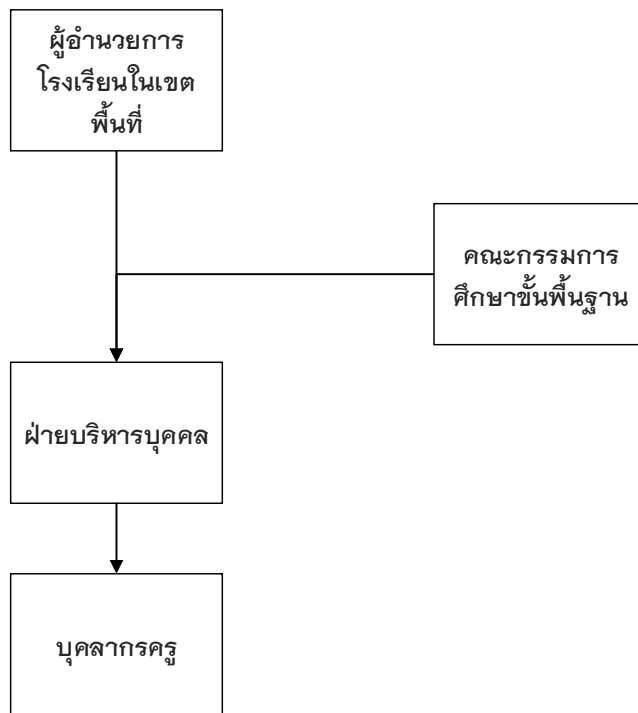 ผู้อำนวยการ
โรงเรียนในเขต
พื้นที่
คณะกรรมการ
ศึกษาขั้นพื้นฐาน
ฝ่ายบริหารบุคคล
บุคลากรครู